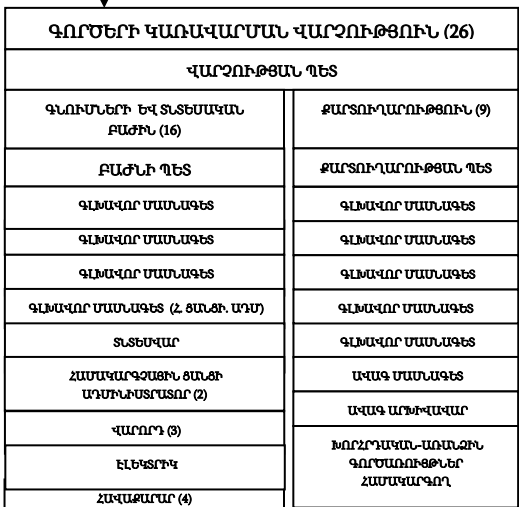 ԳՈՐԾԵՐԻ ԿԱՌԱՎԱՐՄԱՆ ՎԱՐՉՈՒԹՅՈՒՆ (26)
ՎԱՐՉՈՒԹՅԱՆ ՊԵՏ
ԳՆՈՒՄՆԵՐԻ ԵՎ ՏՆՏԵՍԱԿԱՆ
ԲԱԺԻՆ (16)
ԲԱԺՆԻ ՊԵՏ
ԳԼԽԱՎՈՐ ՄԱՍՆԱԳԵՏ
ԳԼԽԱՎՈՐ ՄԱՍՆԱԳԵՏ
ԳԼԽԱՎՈՐ ՄԱՍՆԱԳԵՏ
ԳԼԽԱՎՈՐ ՄԱՍՆԱԳԵՏ (Հ. ՑԱՆՑԻ. ԱԴՄ)
ՏՆՏԵՍՎԱՐ
ՀԱՄԱԿԱՐԳՉԱՅԻՆ ՑԱՆՑԻ
ԱԴՄԻՆԻՍՏՐԱՏՈՐ (2)
ՎԱՐՈՐԴ (3)
ԷԼԵԿՏՐԻԿ
ՀԱՎԱՔԱՐԱՐ (4)
ՔԱՐՏՈՒՂԱՐՈՒԹՅՈՒՆ (9)
ՔԱՐՏՈՒՂԱՐՈՒԹՅԱՆ ՊԵՏ
ԳԼԽԱՎՈՐ ՄԱՍՆԱԳԵՏ
ԳԼԽԱՎՈՐ ՄԱՍՆԱԳԵՏ
ԳԼԽԱՎՈՐ ՄԱՍՆԱԳԵՏ
ԳԼԽԱՎՈՐ ՄԱՍՆԱԳԵՏ
ԳԼԽԱՎՈՐ ՄԱՍՆԱԳԵՏ
ԱՎԱԳ ՄԱՍՆԱԳԵՏ
ԱՎԱԳ ԱՐԽԻՎԱՎԱՐ
ԽՈՐՀՐԴԱԿԱՆ-ԱՌԱՆՁԻՆ
ԳՈՐԾԱՌՈՒՅԹՆԵՐ
ՀԱՄԱԿԱՐԳՈՂ